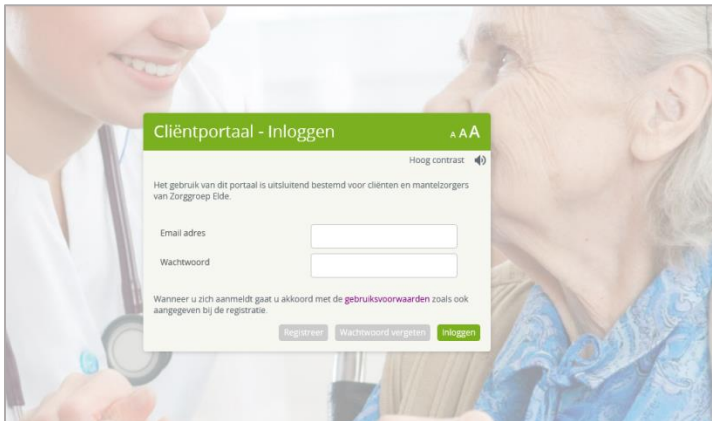 Cliëntportaal - Inloggen
A A A
Hoog contrast
Het gebruik van dit portaal is uitsluitend bestemd voor cliënten en mantelzorgers
van Zorggroep Elde.
Email adres
Wachtwoord
Wanneer u zich aanmeldt gaat u akkoord met de gebruiksvoorwaarden zoals ook
aangegeven bij de registratie.
Registreer Wachtwoord vergeten Inloggen